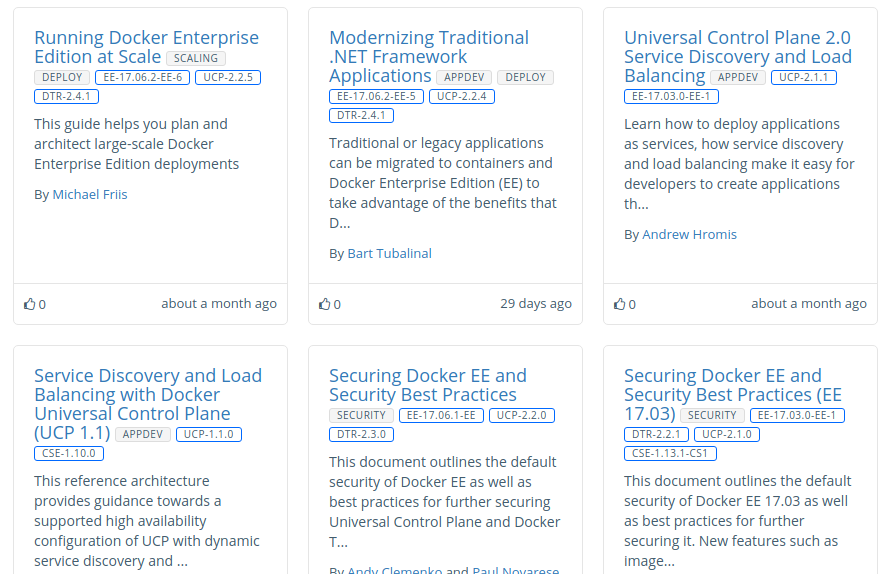 Running Docker Enterprise
Edition at Scale SCALING
DEPLOY EE-17.06.2-EE-6 UCP-2.2.5
DTR-2.4.1
This guide helps you plan and
architect large-scale Docker
Enterprise Edition deployments
By Michael Friis
0 about a month ago
Modernizing Traditional
.NET Framework
Applications APPDEV DEPLOY
EE-17.06.2-EE-5 UCP-2.2.4
DTR-2.4.1
Traditional or legacy applications
can be migrated to containers and
Docker Enterprise Edition (EE) to
take advantage of the benefits that
D...
By Bart Tubalinal
0 29 days ago
Universal Control Plane 2.0
Service Discovery and Load
Balancing APPDEV UCP-2.1.1
EE-17.03.0-EE-1
Learn how to deploy applications
as services, how service discovery
and load balancing make it easy for
developers to create applications
th...
By Andrew Hromis
0 about a month ago
Service Discovery and Load
Balancing with Docker
Universal Control Plane
(UCP 1.1) APPDEV UCP-1.1.0
CSE-1.10.0
This reference architecture
provides guidance towards a
supported high availability
configuration of UCP with dynamic
service discovery and ...
Securing Docker EE and
Security Best Practices
SECURITY EE-17.06.1-EE UCP-2.2.0
DTR-2.3.0
This document outlines the default
security of Docker EE as well as
best practices for further securing
Universal Control Plane and Docker
T...
By Andy Clemenko and Paul Novarese
Securing Docker EE and
Security Best Practices (EE
17.03) SECURITY EE-17.03.0-EE-1
DTR-2.2.1 UCP-2.1.0
CSE-1.13.1-CS1
This document outlines the default
security of Docker EE 17.03 as well
as best practices for further
securing it. New features such as
image...